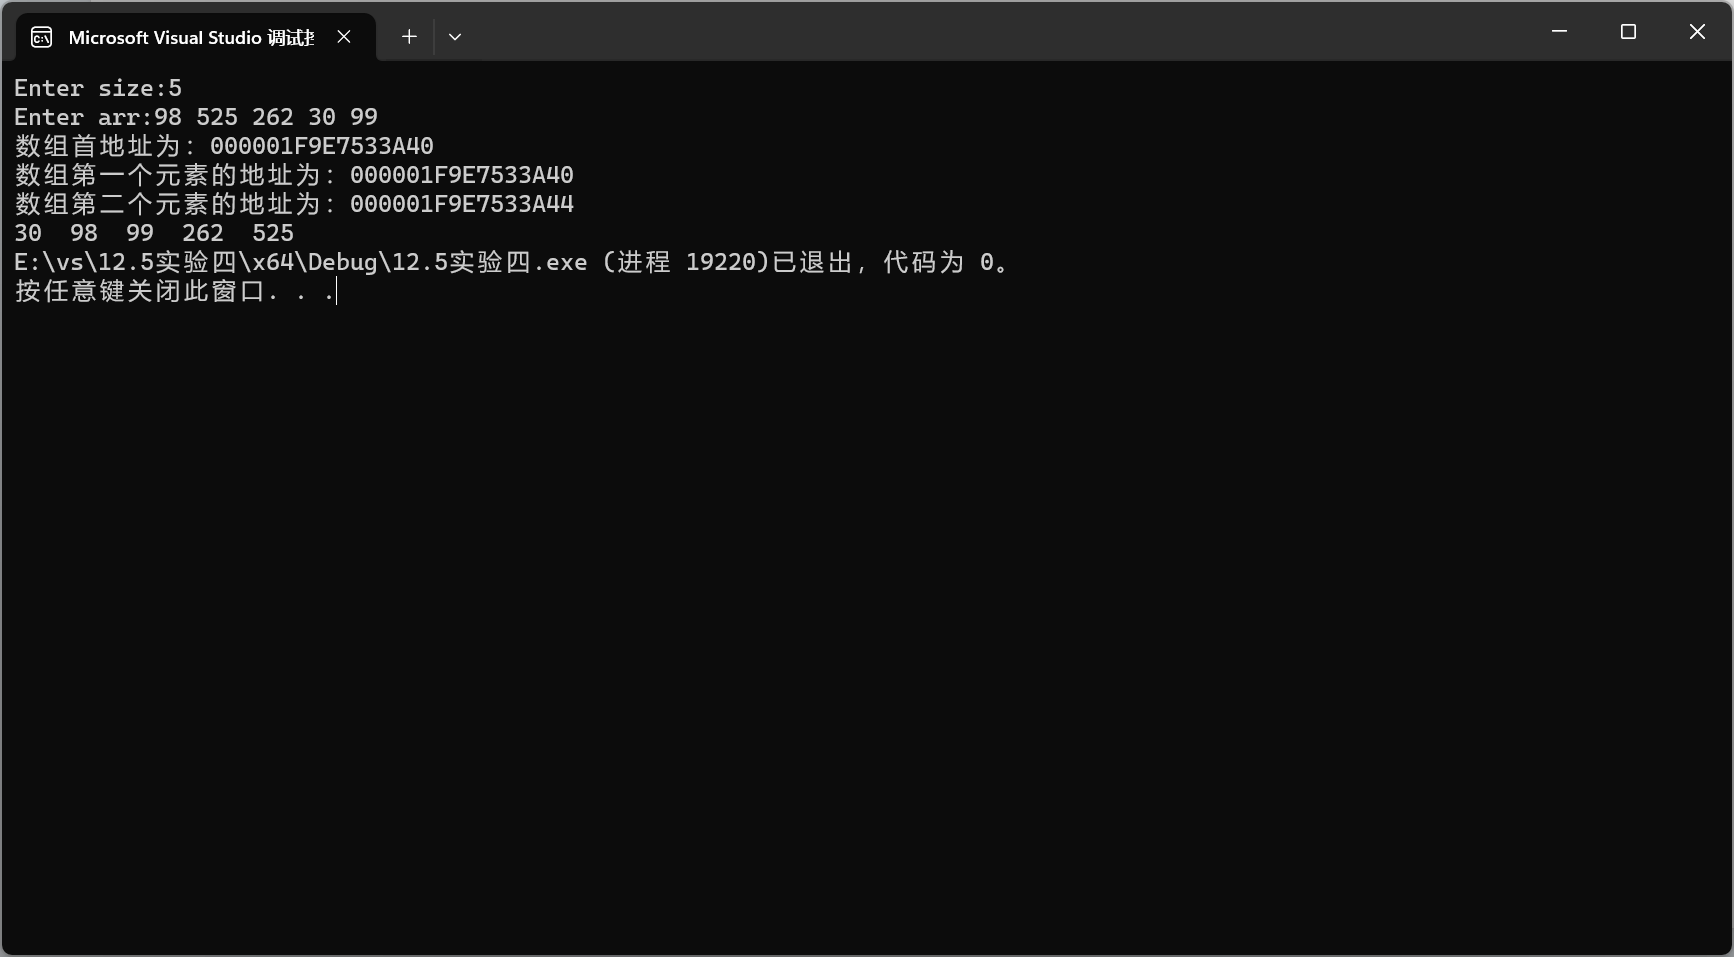 Microsoft Visual Studio 调试
Enter size:5
Enter arr:98 525 262 30 99
数组首地址为：000001F9E7533A40
数组第一个元素的地址为：000001F9E7533A40
数组第二个元素的地址为：000001F9E7533A44
30  98  99  262  525
E:\vs\12.5实验四\x64\Debug\12.5实验四.exe (进程 19220)已退出，代码为 0。
按任意键关闭此窗口. . .